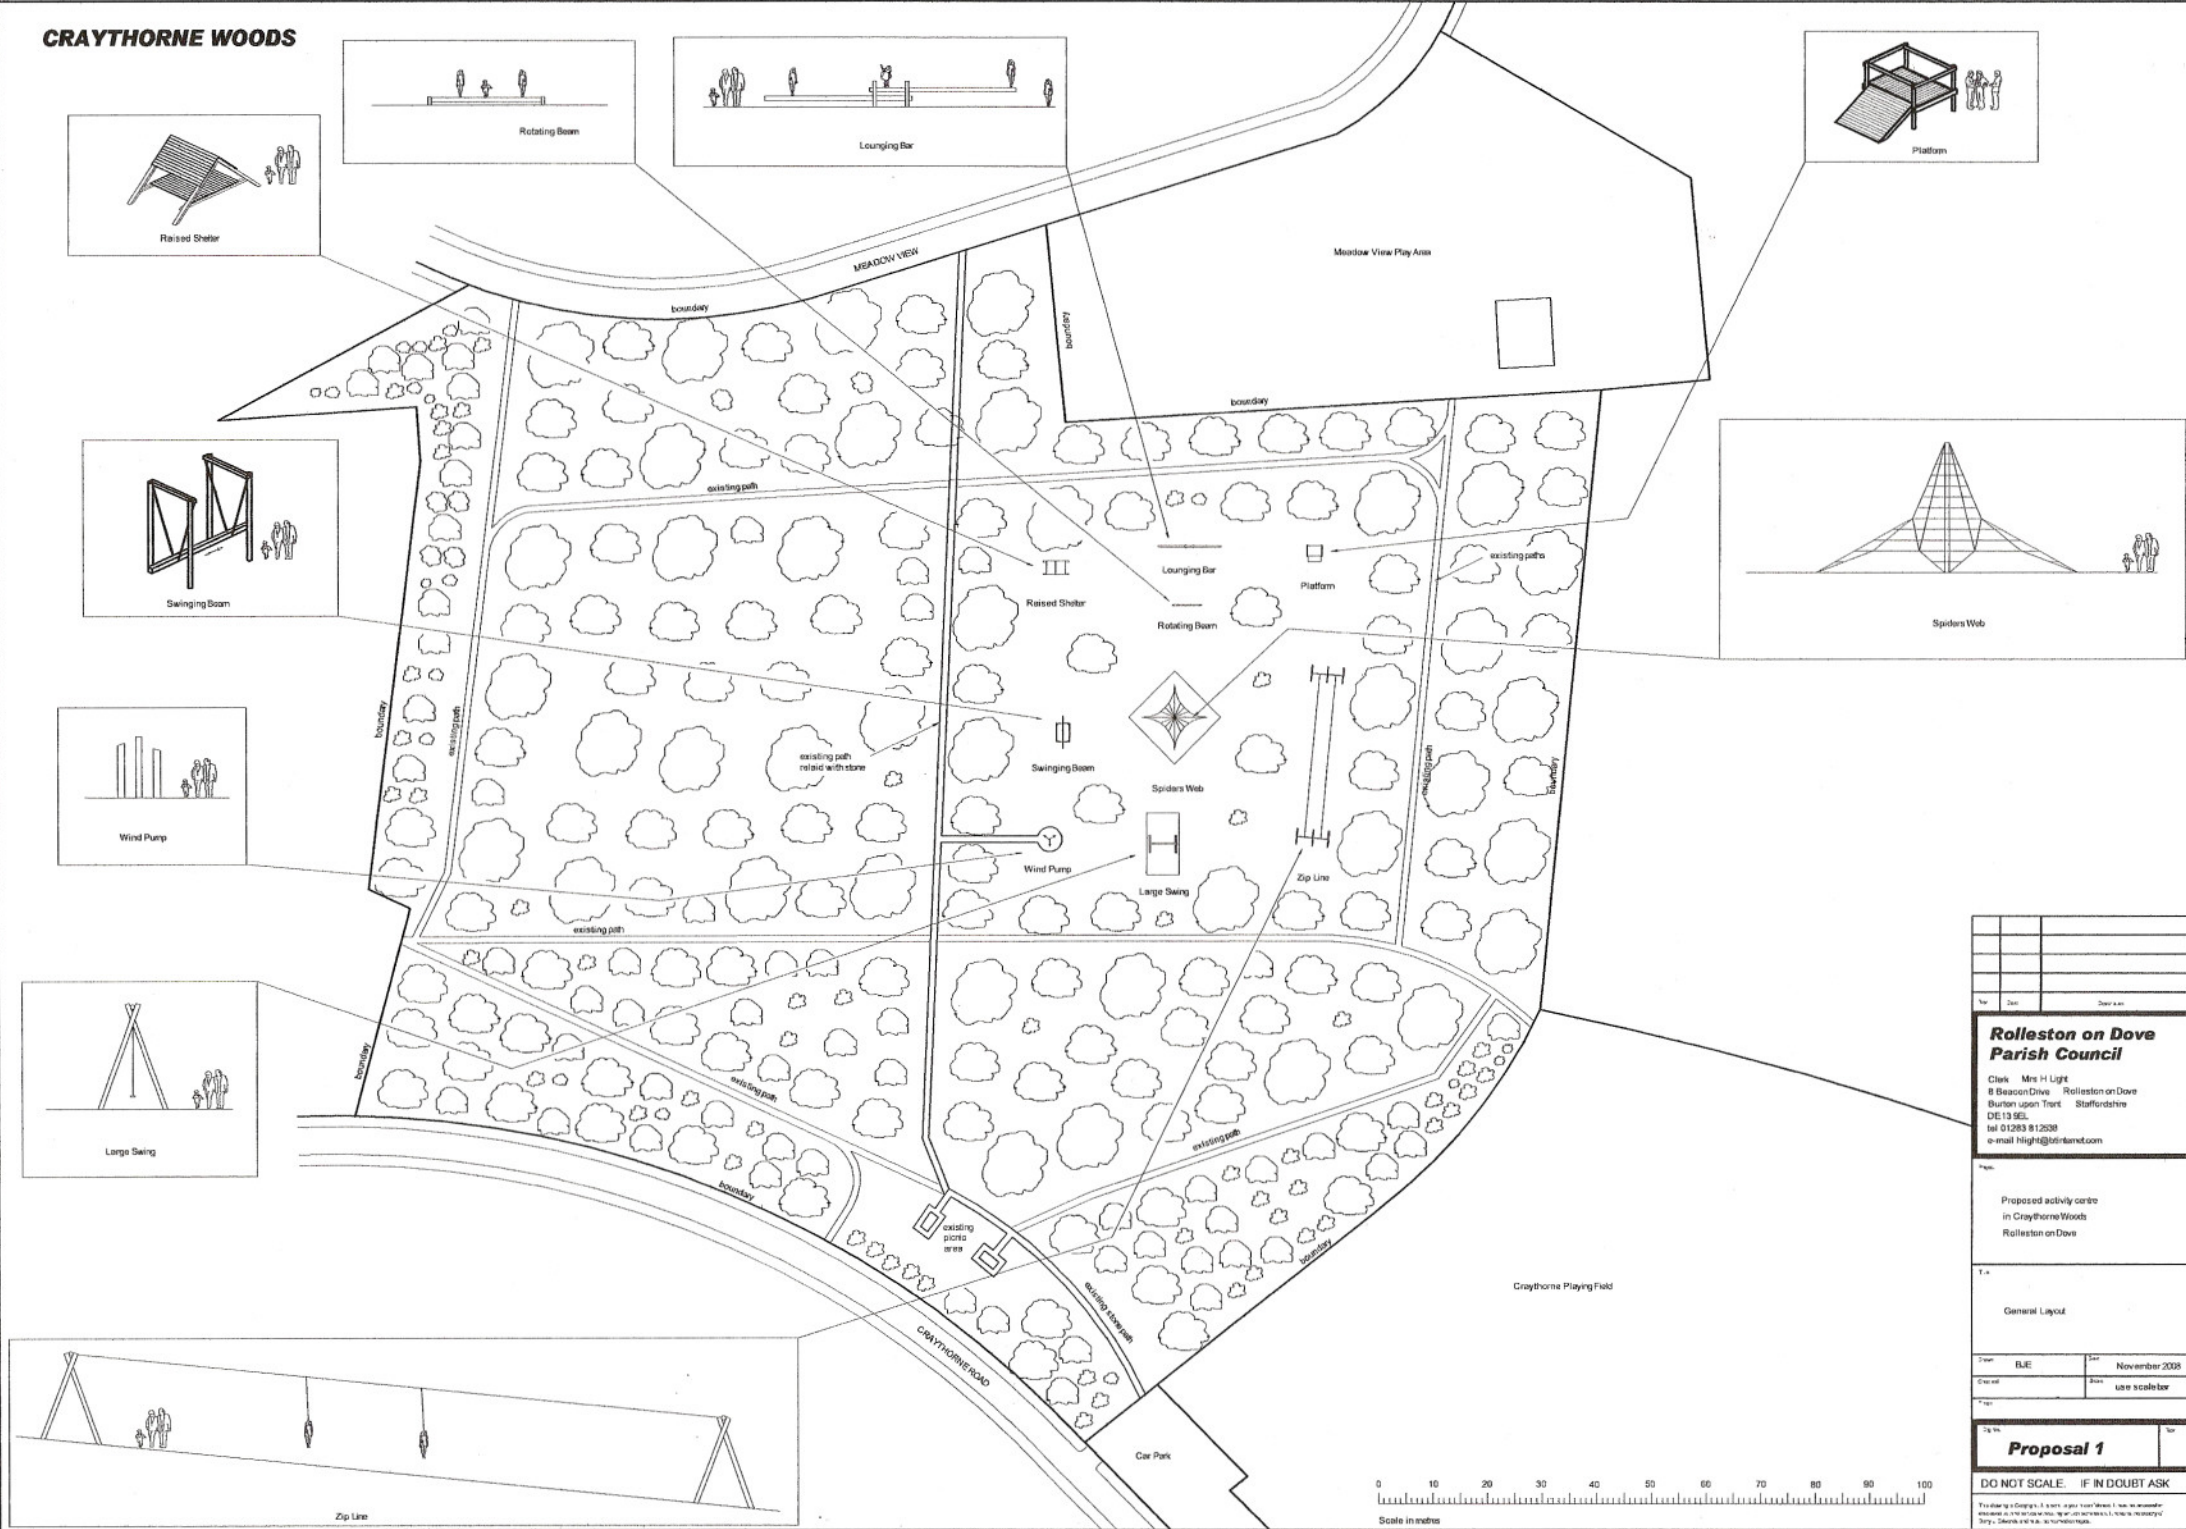 CRAYTHORNE WOODS
Rotating Beam
Lounging Bar
Platform
Raised Shelter
MEADOW VIEW
Meadow View Play Area
boundary
boundary
boundary
existing path
Swinging Beam
Lounging Bar
Platform
existing paths
Raised Shelter
Rotating Beam
Spiders Web
boundary
existing path
existing path
relaid with stone
Swinging Beam
Spiders Web
existing path
boundary
Wind Pump
Wind Pump
Large Swing
Zip Line
existing path
Large Swing
boundary
existing path
existing path
boundary
existing
picnic
area
boundary
existing stone path
CRAYTHORNE ROAD
Craythorne Playing Field
Car Park
Zip Line
0 10 20 30 40 50 60 70 80 90 100
Scale in metres
Rolleston on Dove
Parish Council
Clerk Mrs H Light
8 Beacon Drive Rolleston on Dove
Burton upon Trent Staffordshire
DE13 9EL
tel 01283 812538
e-mail hlight@btinternet.com
Proposed activity centre
in Craythorne Woods
Rolleston on Dove
General Layout
BJE
November 2008
use scalebar
Proposal 1
DO NOT SCALE. IF IN DOUBT ASK